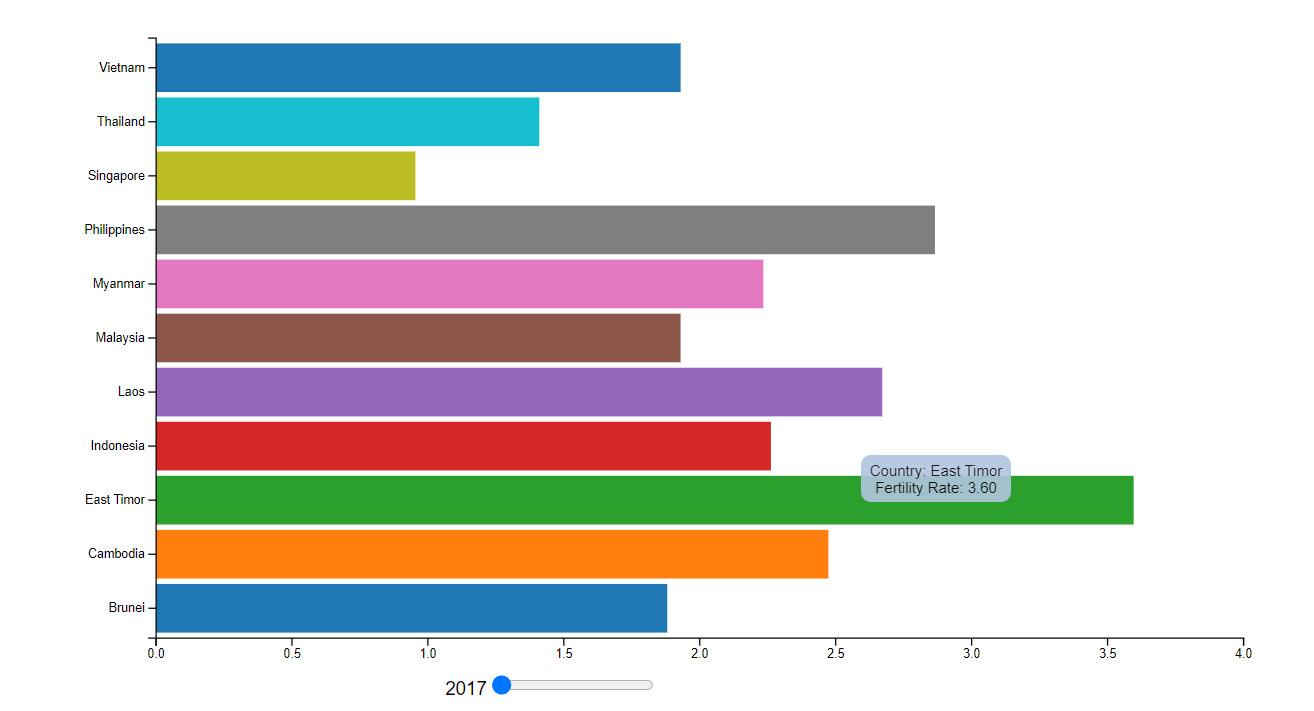 Vietnam
Thailand
Singapore
Philippines
Myanmar
Malaysia
Laos
Indonesia
Country: East Timor
Fertility Rate: 3.60
East Timor
Cambodia
Brunei
0.0 0.5 1.0 1.5 2.0 2.5 3.0 3.5 4.0
2017